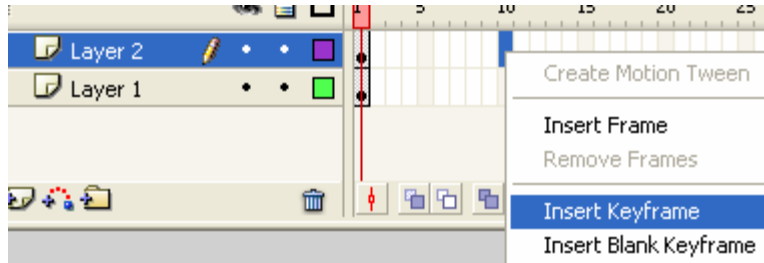 1 5 10 15 20 25
Layer 2
Create Motion Tween
Layer 1
Insert Frame
Remove Frames
Insert Keyframe
Insert Blank Keyframe